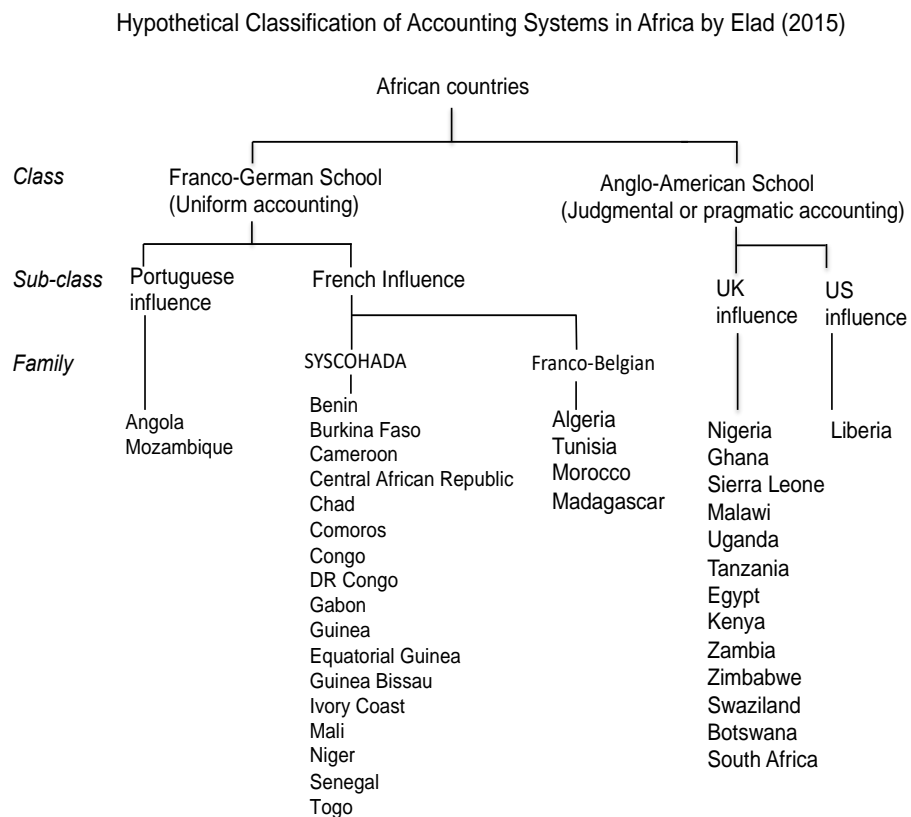 Hypothetical Classification of Accounting Systems in Africa by Elad (2015)
African countries
Class
Franco-German School
(Uniform accounting)
Anglo-American School
(Judgmental or pragmatic accounting)
Sub-class
Portuguese
influence
French Influence
UK
influence
US
influence
Family
SYSCOHADA
Franco-Belgian
Angola
Mozambique
Benin
Burkina Faso
Cameroon
Central African Republic
Chad
Comoros
Congo
DR Congo
Gabon
Guinea
Equatorial Guinea
Guinea Bissau
Ivory Coast
Mali
Niger
Senegal
Togo
Algeria
Tunisia
Morocco
Madagascar
Nigeria
Ghana
Sierra Leone
Malawi
Uganda
Tanzania
Egypt
Kenya
Zambia
Zimbabwe
Swaziland
Botswana
South Africa
Liberia